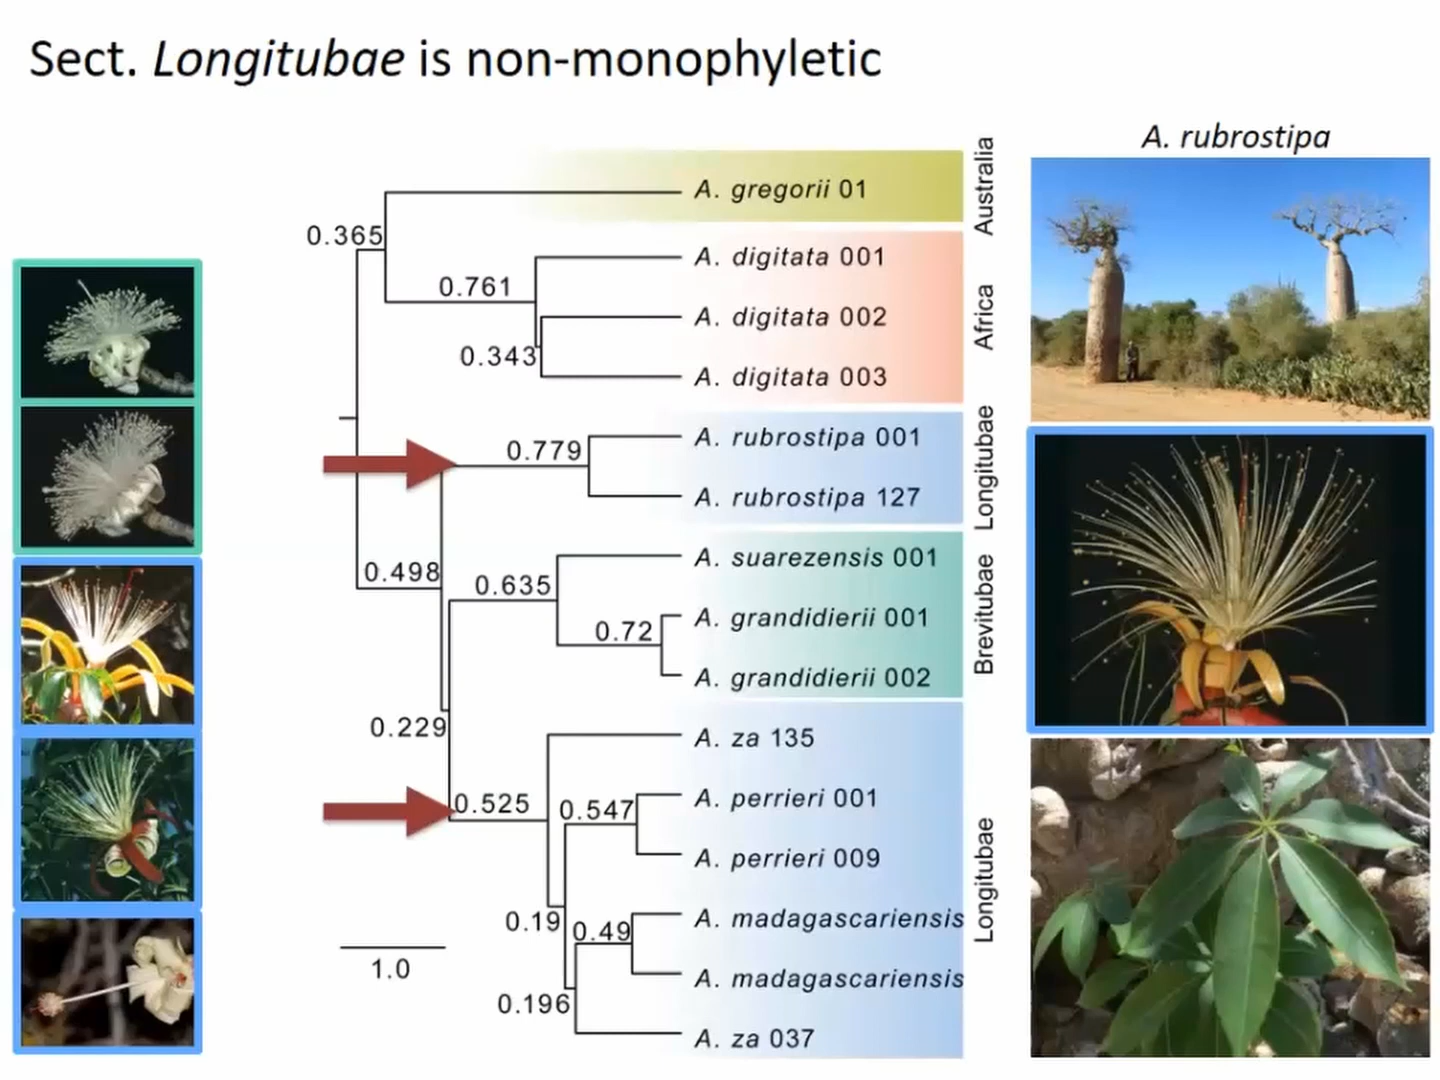 Sect. Longitubae is non-monophyletic
A. rubrostipa
Australia
A. gregorii 01
0.365
A. digitata 001
0.761
Africa
A. digitata 002
0.343
A. digitata 003
Longitubae
A. rubrostipa 001
0.779
A. rubrostipa 127
Brevitubae
A. suarezensis 001
0.498
0.635
A. grandidierii 001
0.72
A. grandidierii 002
0.229
A. za 135
0.525
0.547
A. perrieri 001
A. perrieri 009
Longitubae
0.19
0.49
A. madagascariensis
1.0
A. madagascariensis
0.196
A. za 037